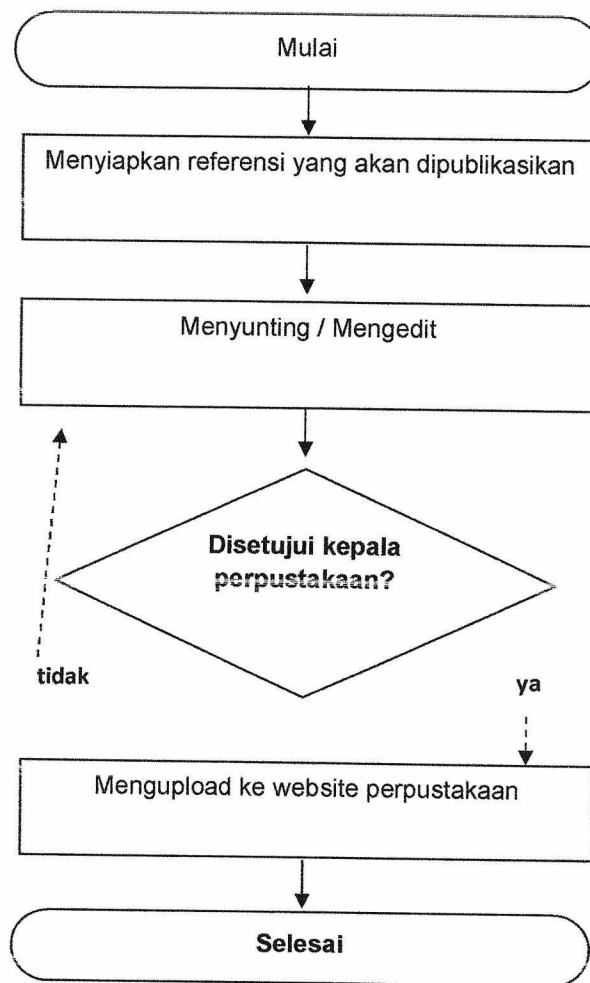 Mulai
Menyiapkan referensi yang akan dipublikasikan
Menyunting / Mengedit
Disetujui kepala
perpustakaan?
tidak
ya
Mengupload ke website perpustakaan
Selesai